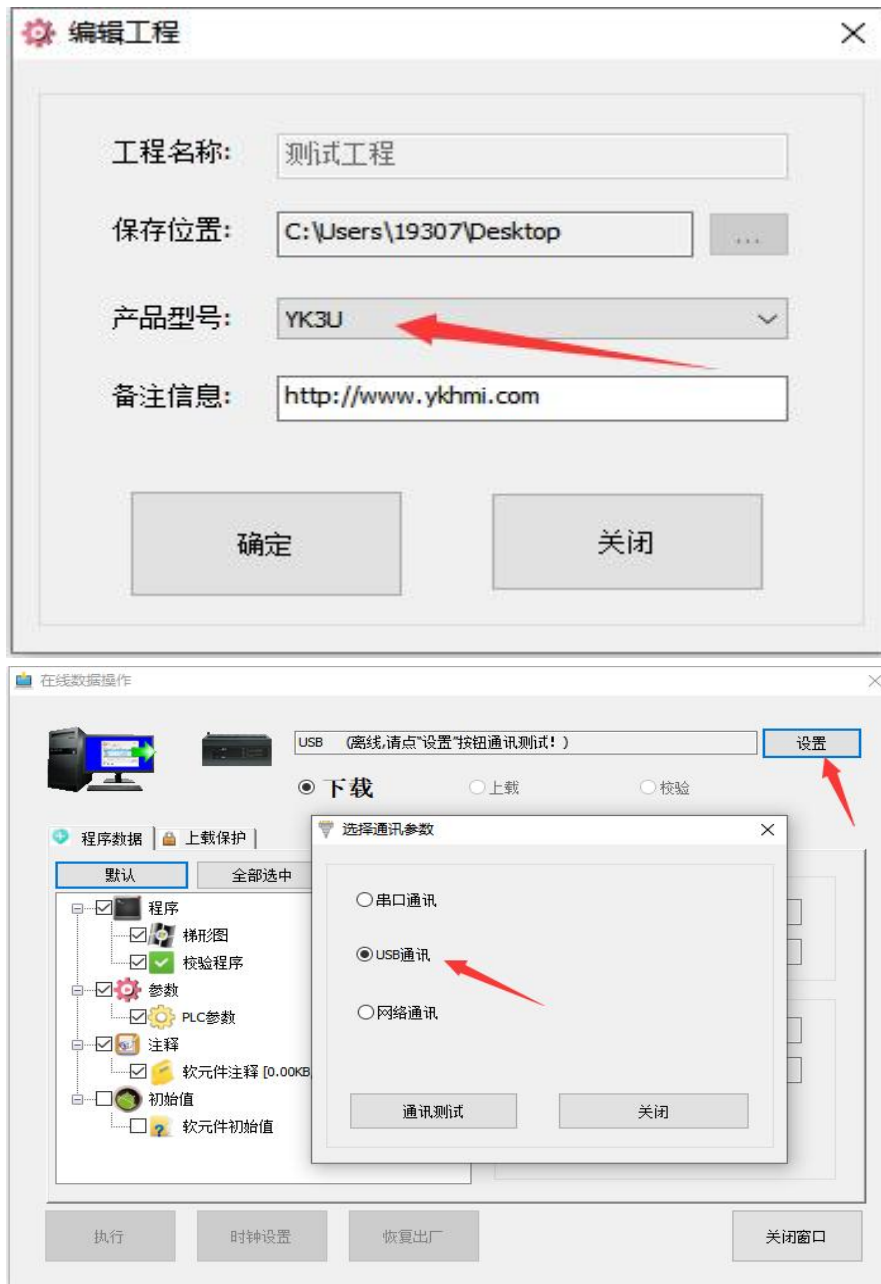 编辑工程
工程名称: 测试工程
保存位置: C:\Users\19307\Desktop ...
产品型号: YK3U
备注信息: http://www.ykhmi.com
确定 关闭
在线数据操作
USB (离线,请点"设置"按钮通讯测试!) 设置
下载 上载 校验
程序数据 上载保护
默认 全部选中
程序
梯形图
校验程序
参数
PLC参数
注释
软元件注释 [0.00KB,
初始值
软元件初始值
选择通讯参数
串口通讯
USB通讯
网络通讯
通讯测试 关闭
执行 时钟设置 恢复出厂 关闭窗口